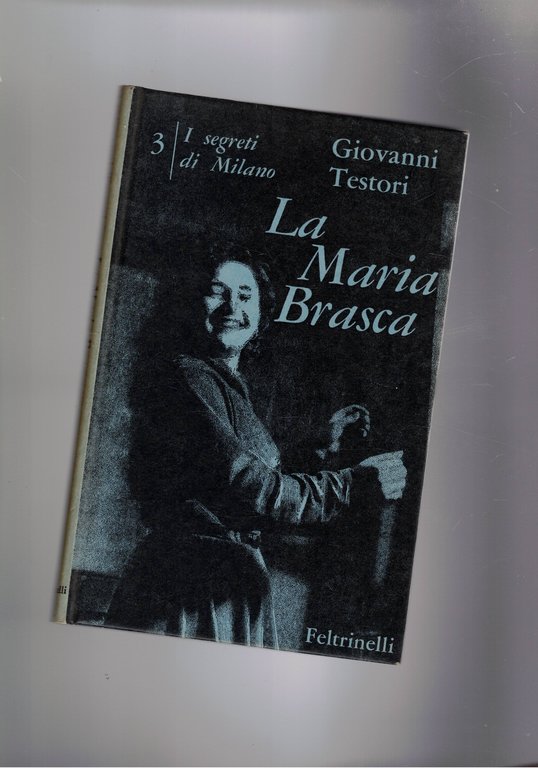 3
I segreti
di Milano
Giovanni
Testori
La
Maria
Brasca
Feltrinelli